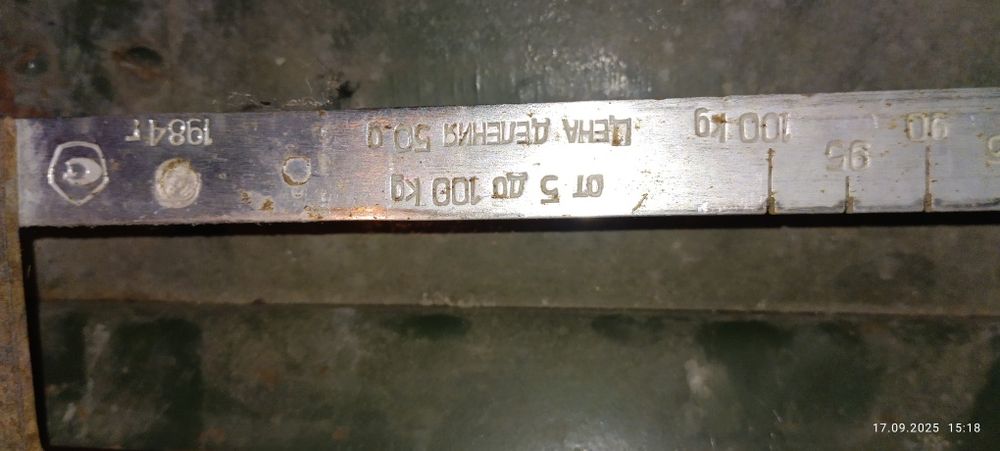 90
95
100 kg
от 5 до 100 kg
ЦЕНА ДЕЛЕНИЯ 50 g
1984 г
17.09.2025 15:18